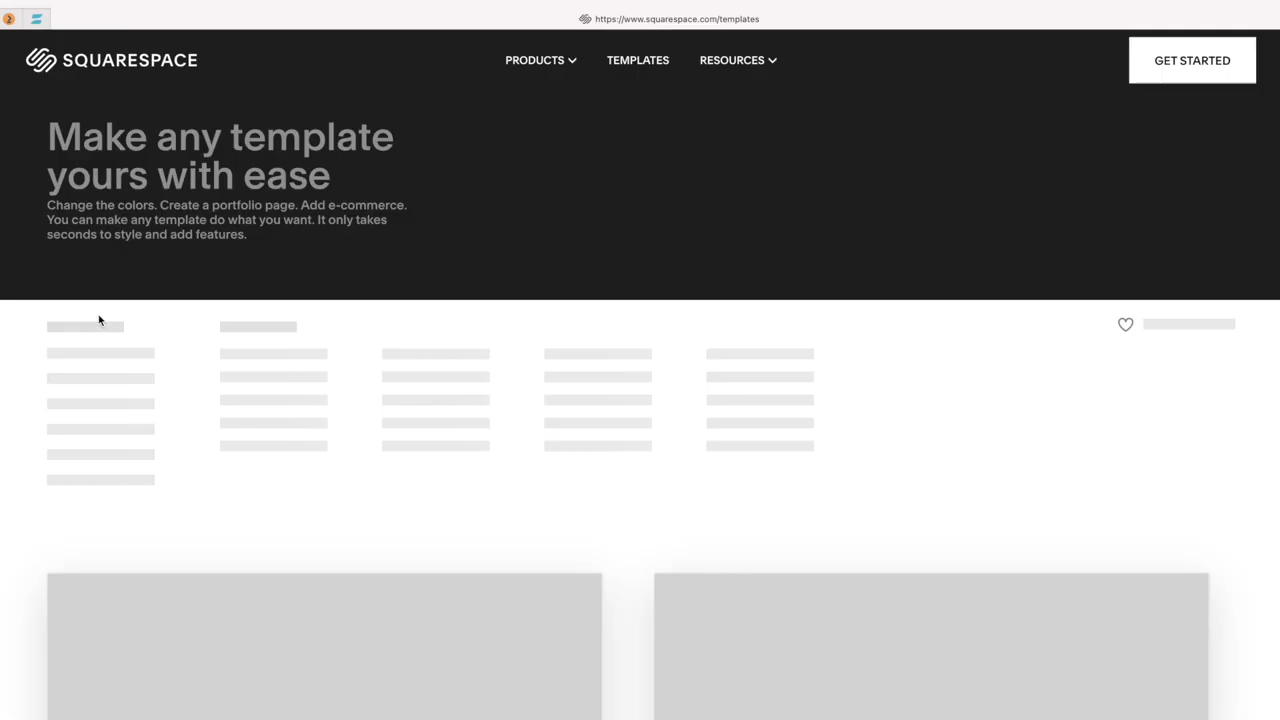 https://www.squarespace.com/templates
SQUARESPACE
PRODUCTS
TEMPLATES
RESOURCES
GET STARTED
Make any template
yours with ease
Change the colors. Create a portfolio page. Add e-commerce.
You can make any template do what you want. It only takes
seconds to style and add features.